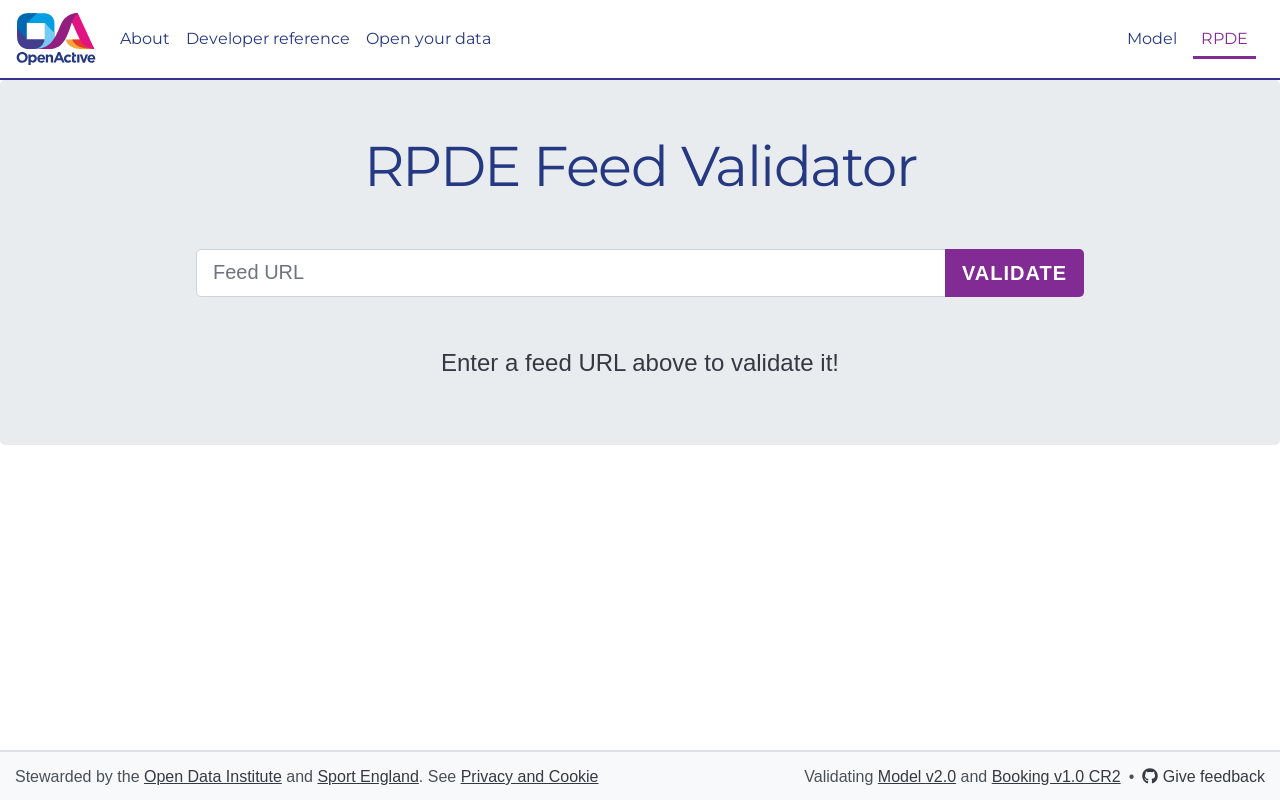 OpenActive
About Developer reference Open your data Model RPDE
RPDE Feed Validator
Feed URL VALIDATE
Enter a feed URL above to validate it!
Stewarded by the Open Data Institute and Sport England. See Privacy and Cookie Validating Model v2.0 and Booking v1.0 CR2 • Give feedback